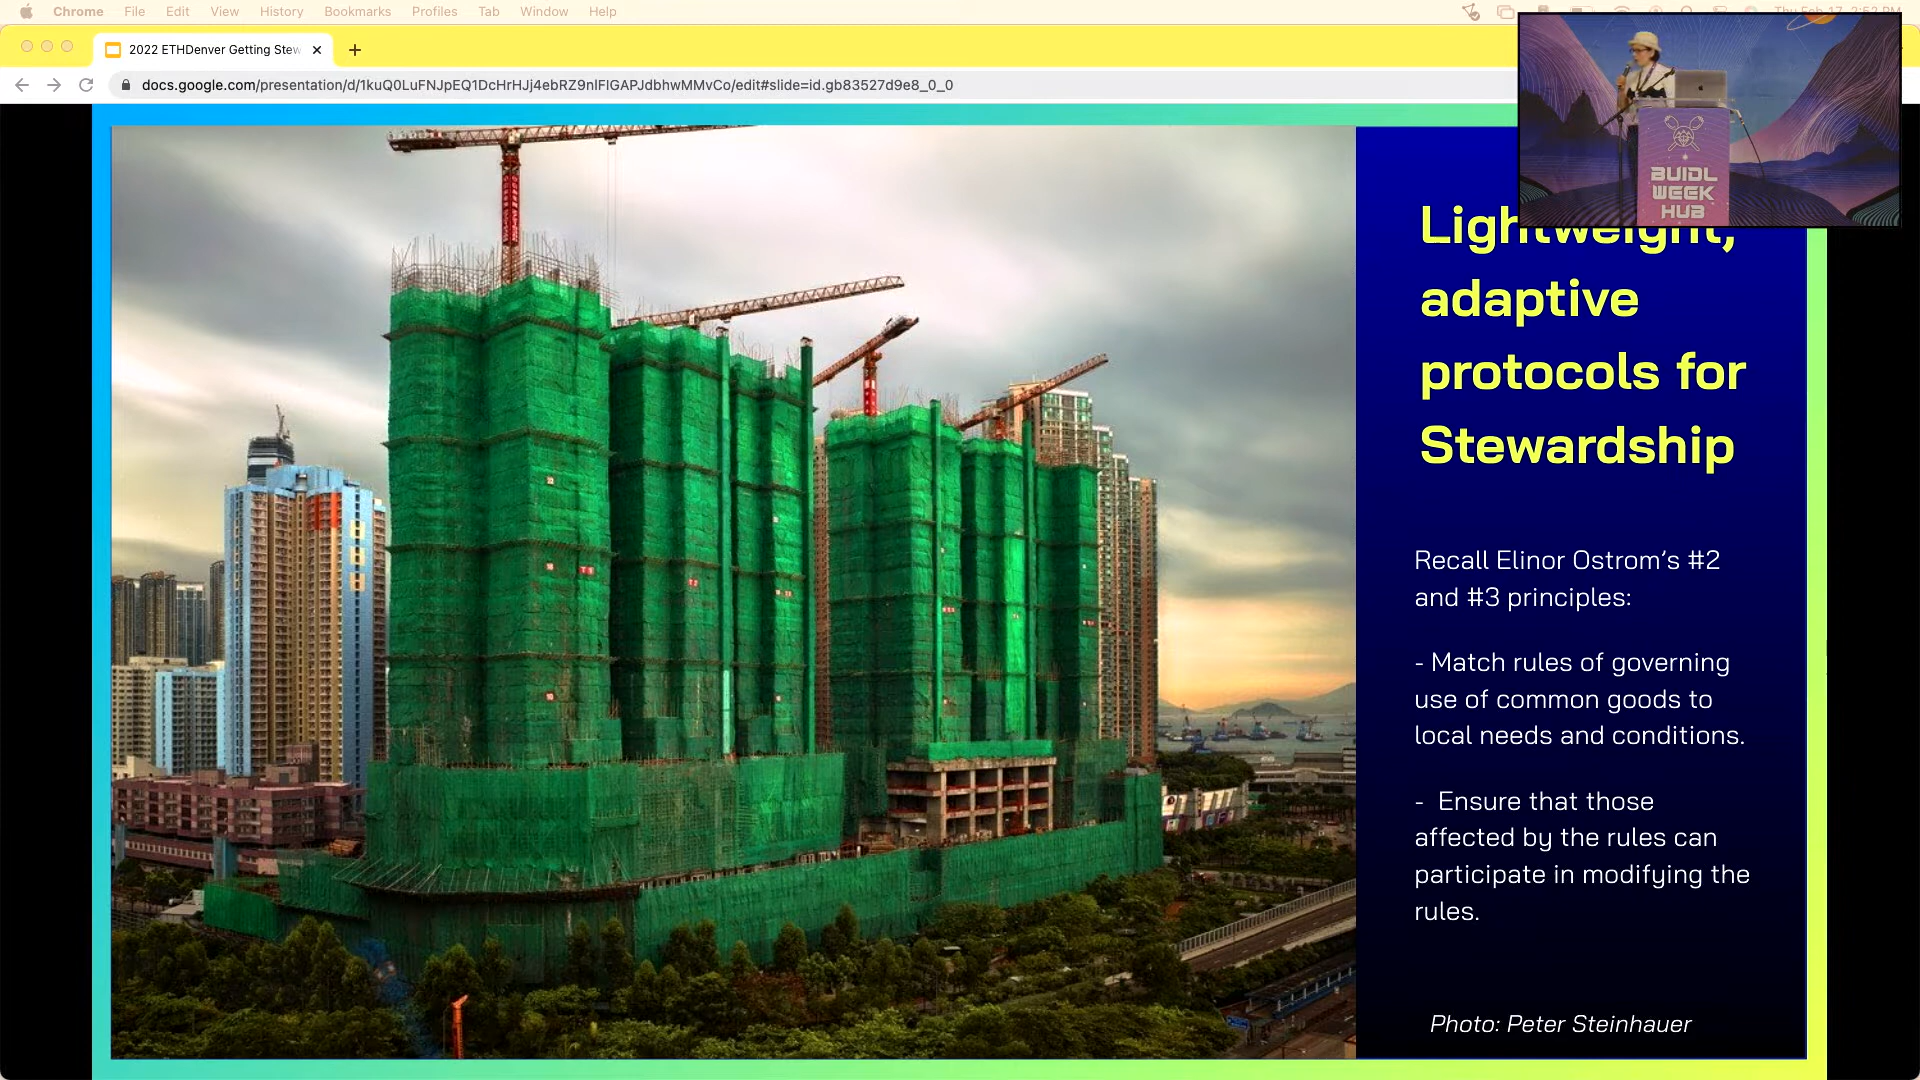 Chrome File Edit View History Bookmarks Profiles Tab Window Help
2022 ETHDenver Getting Stew
docs.google.com/presentation/d/1kuQ0LuFNJpEQ1DcHrHJj4ebRZ9nlFlGAPJdbhwMMvCo/edit#slide=id.gb83527d9e8_0_0
BUIDL
WEEK
HUB
Lightweight,
adaptive
protocols for
Stewardship
Recall Elinor Ostrom's #2
and #3 principles:
- Match rules of governing
use of common goods to
local needs and conditions.
- Ensure that those
affected by the rules can
participate in modifying the
rules.
Photo: Peter Steinhauer